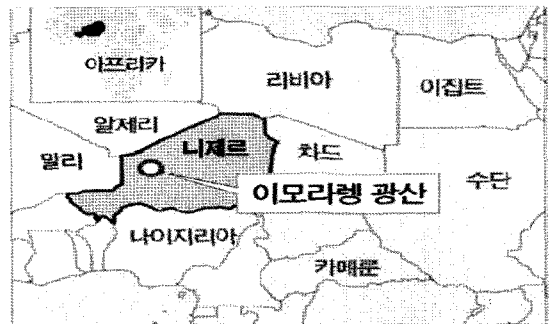 아프리카
리비아
이집트
알제리
니제르
차드
말리
수단
이모라렝 광산
나이지리아
카메룬